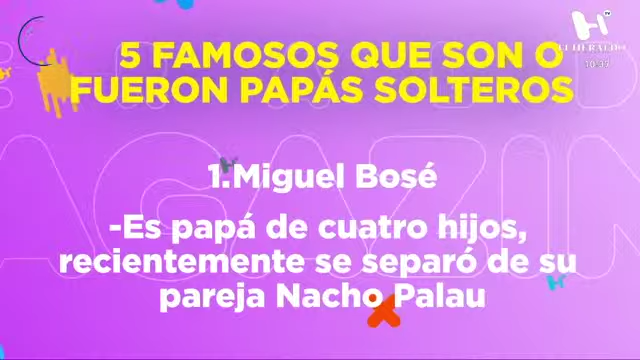 5 FAMOSOS QUE SON O
FUERON PAPÁS SOLTEROS
1.Miguel Bosé
-Es papá de cuatro hijos,
recientemente se separó de su
pareja Nacho Palau